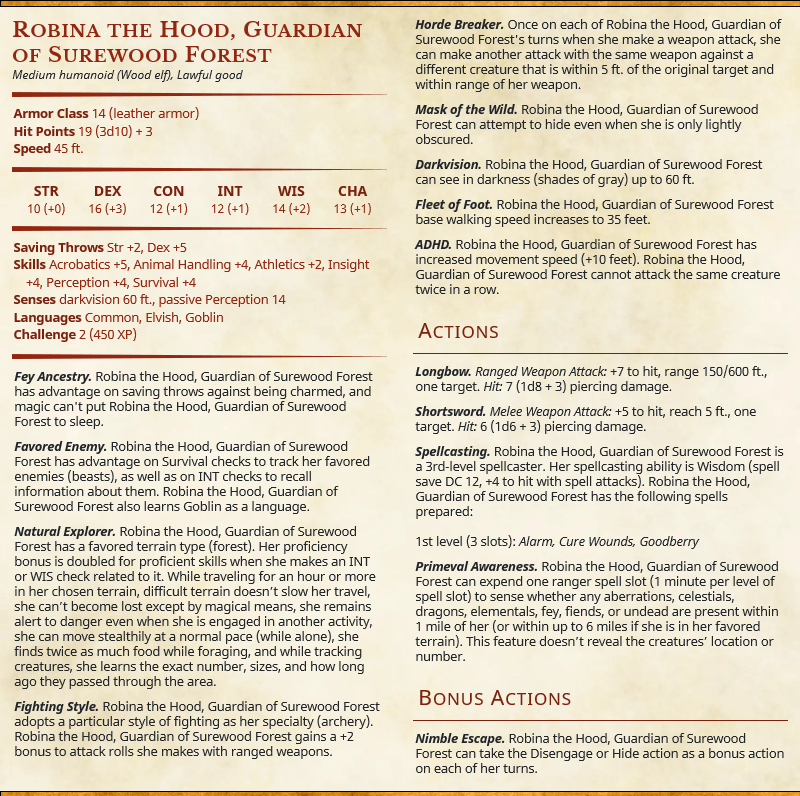 Robina the Hood, Guardian
of Surewood Forest
Medium humanoid (Wood elf), Lawful good
Armor Class 14 (leather armor)
Hit Points 19 (3d10) + 3
Speed 45 ft.
STR DEX CON INT WIS CHA
10 (+0) 16 (+3) 12 (+1) 12 (+1) 14 (+2) 13 (+1)
Saving Throws Str +2, Dex +5
Skills Acrobatics +5, Animal Handling +4, Athletics +2, Insight
+4, Perception +4, Survival +4
Senses darkvision 60 ft., passive Perception 14
Languages Common, Elvish, Goblin
Challenge 2 (450 XP)
Fey Ancestry. Robina the Hood, Guardian of Surewood Forest
has advantage on saving throws against being charmed, and
magic can't put Robina the Hood, Guardian of Surewood
Forest to sleep.
Favored Enemy. Robina the Hood, Guardian of Surewood
Forest has advantage on Survival checks to track her favored
enemies (beasts), as well as on INT checks to recall
information about them. Robina the Hood, Guardian of
Surewood Forest also learns Goblin as a language.
Natural Explorer. Robina the Hood, Guardian of Surewood
Forest has a favored terrain type (forest). Her proficiency
bonus is doubled for proficient skills when she makes an INT
or WIS check related to it. While traveling for an hour or more
in her chosen terrain, difficult terrain doesn't slow her travel,
she can't become lost except by magical means, she remains
alert to danger even when she is engaged in another activity,
she can move stealthily at a normal pace (while alone), she
finds twice as much food while foraging, and while tracking
creatures, she learns the exact number, sizes, and how long
ago they passed through the area.
Fighting Style. Robina the Hood, Guardian of Surewood Forest
adopts a particular style of fighting as her specialty (archery).
Robina the Hood, Guardian of Surewood Forest gains a +2
bonus to attack rolls she makes with ranged weapons.
Horde Breaker. Once on each of Robina the Hood, Guardian of
Surewood Forest's turns when she make a weapon attack, she
can make another attack with the same weapon against a
different creature that is within 5 ft. of the original target and
within range of her weapon.
Mask of the Wild. Robina the Hood, Guardian of Surewood
Forest can attempt to hide even when she is only lightly
obscured.
Darkvision. Robina the Hood, Guardian of Surewood Forest
can see in darkness (shades of gray) up to 60 ft.
Fleet of Foot. Robina the Hood, Guardian of Surewood Forest
base walking speed increases to 35 feet.
ADHD. Robina the Hood, Guardian of Surewood Forest has
increased movement speed (+10 feet). Robina the Hood,
Guardian of Surewood Forest cannot attack the same creature
twice in a row.
Actions
Longbow. Ranged Weapon Attack: +7 to hit, range 150/600 ft.,
one target. Hit: 7 (1d8 + 3) piercing damage.
Shortsword. Melee Weapon Attack: +5 to hit, reach 5 ft., one
target. Hit: 6 (1d6 + 3) piercing damage.
Spellcasting. Robina the Hood, Guardian of Surewood Forest is
a 3rd-level spellcaster. Her spellcasting ability is Wisdom (spell
save DC 12, +4 to hit with spell attacks). Robina the Hood,
Guardian of Surewood Forest has the following spells
prepared:
1st level (3 slots): Alarm, Cure Wounds, Goodberry
Primeval Awareness. Robina the Hood, Guardian of Surewood
Forest can expend one ranger spell slot (1 minute per level of
spell slot) to sense whether any aberrations, celestials,
dragons, elementals, fey, fiends, or undead are present within
1 mile of her (or within up to 6 miles if she is in her favored
terrain). This feature doesn't reveal the creatures' location or
number.
Bonus Actions
Nimble Escape. Robina the Hood, Guardian of Surewood
Forest can take the Disengage or Hide action as a bonus action
on each of her turns.